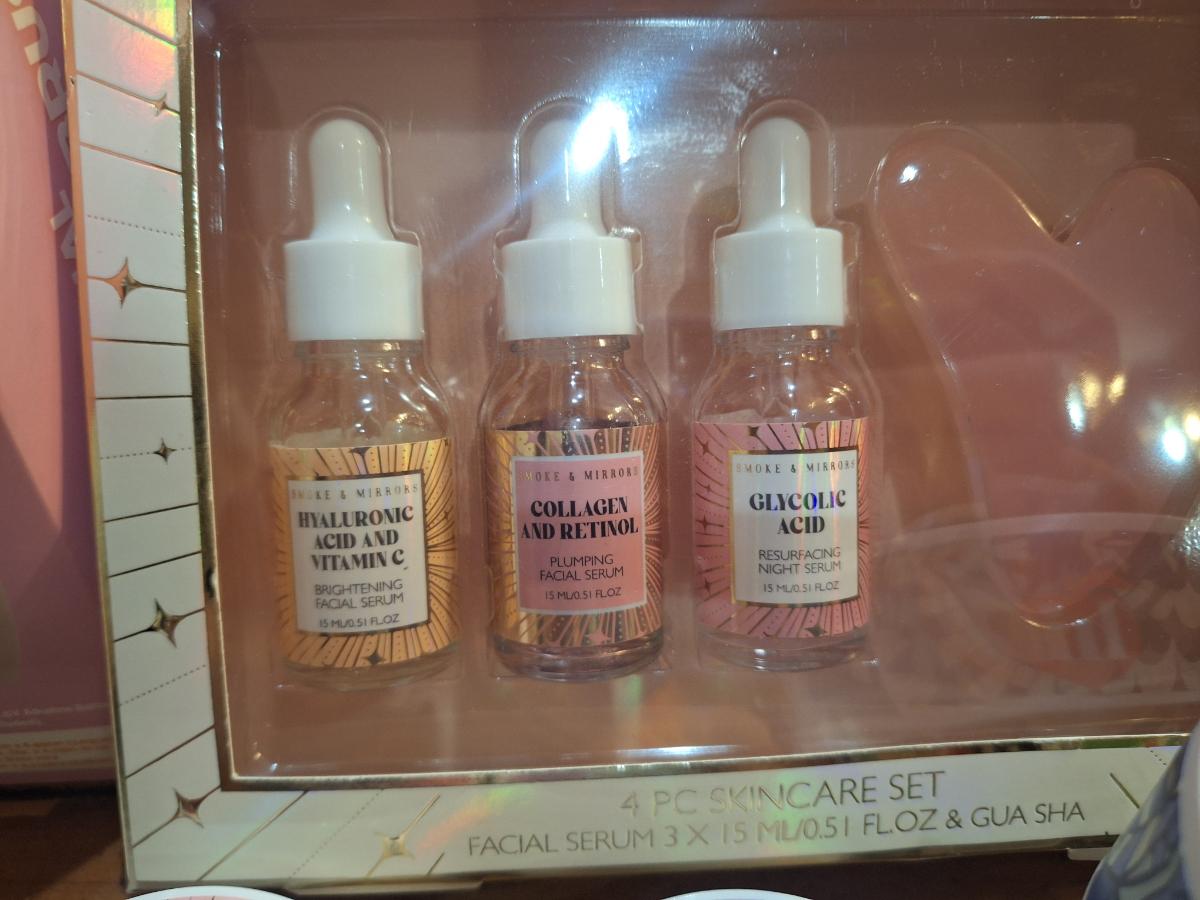 SMOKE & MIRRORS
HYALURONIC
ACID AND
VITAMIN C
BRIGHTENING
FACIAL SERUM
15 ML/0.51 FL.OZ
SMOKE & MIRRORS
COLLAGEN
AND RETINOL
PLUMPING
FACIAL SERUM
15 ML/0.51 FL.OZ
SMOKE & MIRRORS
GLYCOLIC
ACID
RESURFACING
NIGHT SERUM
15 ML/0.51 FL.OZ
4 PC SKINCARE SET
FACIAL SERUM 3 X 15 ML/0.51 FL.OZ & GUA SHA